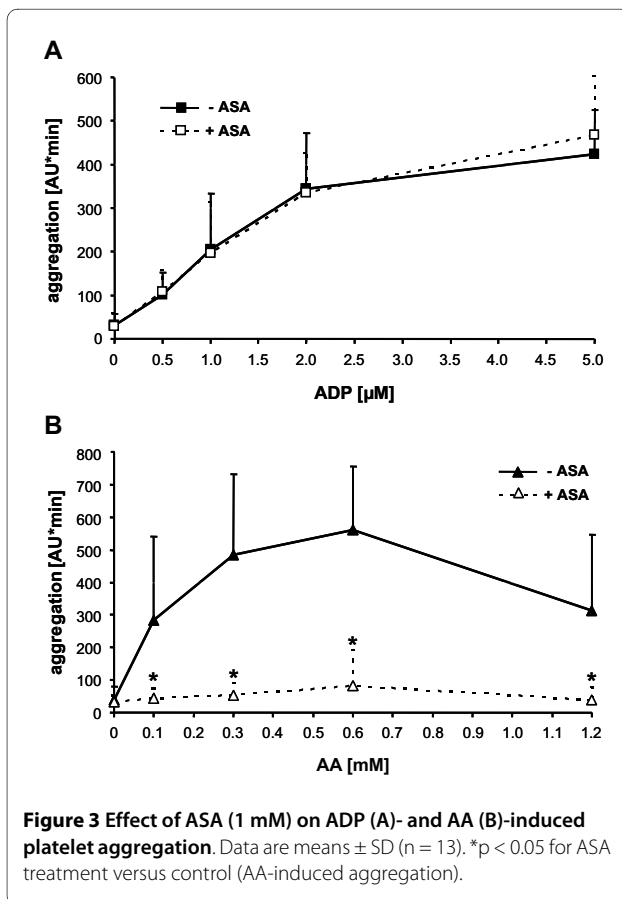 A
600
500
400
300
200
100
0
aggregation [AU*min]
- ASA
+ ASA
0 0.5 1.0 1.5 2.0 2.5 3.0 3.5 4.0 4.5 5.0
ADP [µM]
B
800
700
600
500
400
300
200
100
0
aggregation [AU*min]
- ASA
+ ASA
* * * *
0 0.1 0.2 0.3 0.4 0.5 0.6 0.7 0.8 0.9 1.0 1.1 1.2
AA [mM]
Figure 3 Effect of ASA (1 mM) on ADP (A)- and AA (B)-induced
platelet aggregation. Data are means ± SD (n = 13). *p < 0.05 for ASA
treatment versus control (AA-induced aggregation).